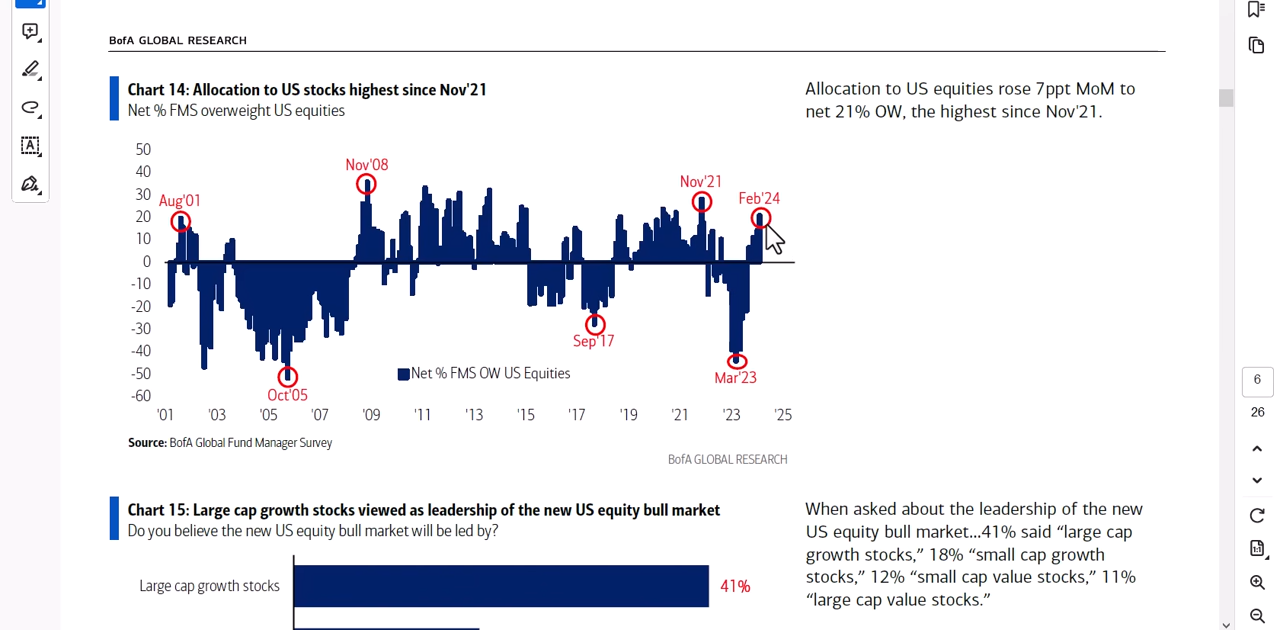 BofA GLOBAL RESEARCH
Chart 14: Allocation to US stocks highest since Nov'21
Net % FMS overweight US equities
Allocation to US equities rose 7ppt MoM to
net 21% OW, the highest since Nov'21.
50
40
30
20
10
0
-10
-20
-30
-40
-50
-60
Aug'01
Nov'08
Nov'21
Feb'24
Sep'17
Mar'23
Oct'05
Net % FMS OW US Equities
'01 '03 '05 '07 '09 '11 '13 '15 '17 '19 '21 '23 '25
Source: BofA Global Fund Manager Survey
BofA GLOBAL RESEARCH
Chart 15: Large cap growth stocks viewed as leadership of the new US equity bull market
Do you believe the new US equity bull market will be led by?
Large cap growth stocks 41%
When asked about the leadership of the new
US equity bull market...41% said “large cap
growth stocks,” 18% “small cap growth
stocks,” 12% “small cap value stocks,” 11%
“large cap value stocks.”
6
26